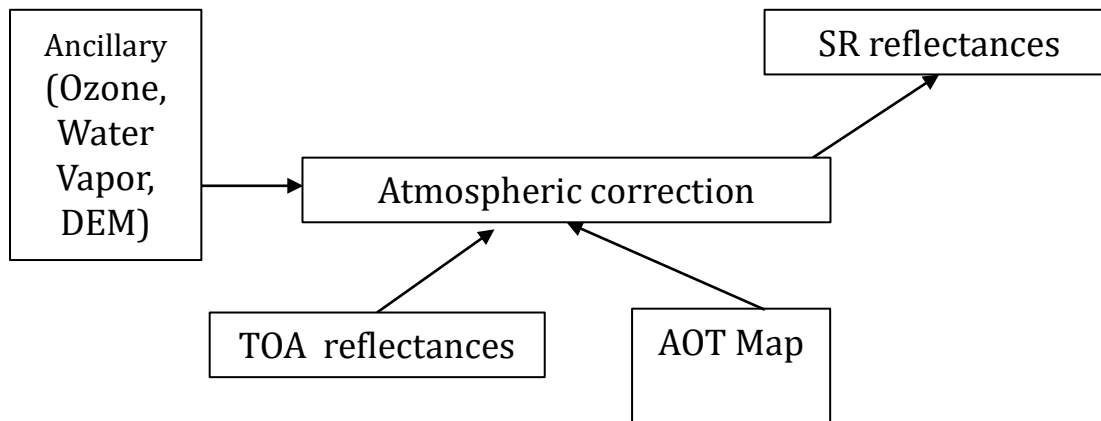 Ancillary
(Ozone,
Water
Vapor,
DEM)
SR reflectances
Atmospheric correction
TOA  reflectances
AOT Map